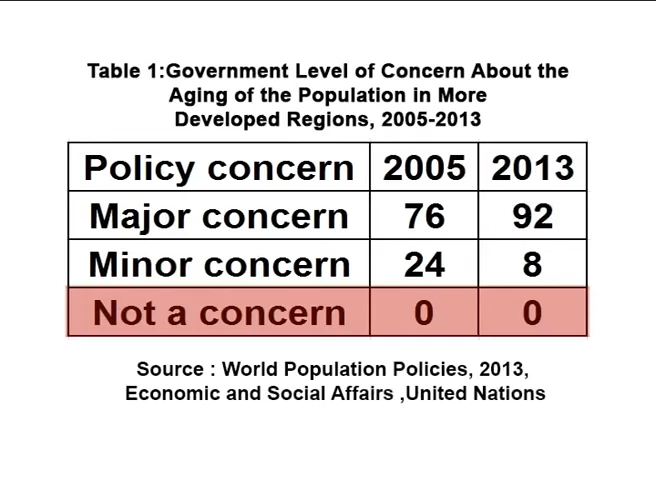 Table 1:Government Level of Concern About the
Aging of the Population in More
Developed Regions, 2005-2013
Policy concern 2005 2013
Major concern 76 92
Minor concern 24 8
Not a concern 0 0
Source : World Population Policies, 2013,
Economic and Social Affairs ,United Nations